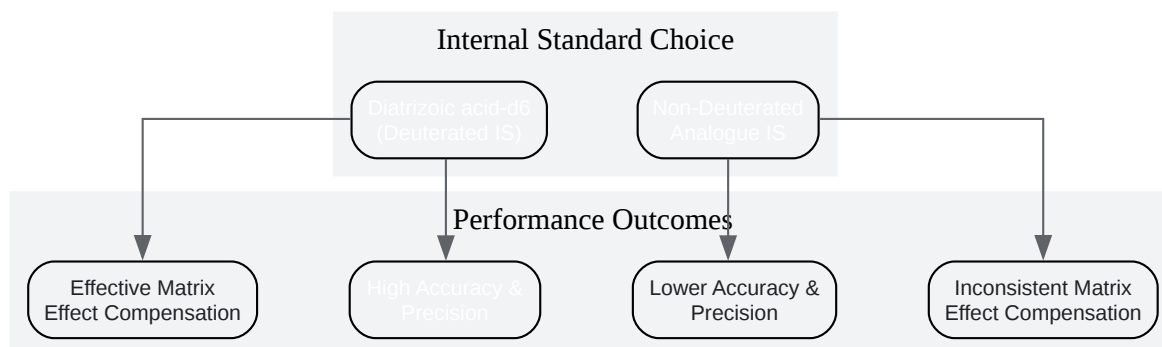 Internal Standard Choice
Diatrizoic acid-d6
(Deuterated IS)
Non-Deuterated
Analogue IS
Performance Outcomes
Effective Matrix
Effect Compensation
High Accuracy &
Precision
Lower Accuracy &
Precision
Inconsistent Matrix
Effect Compensation